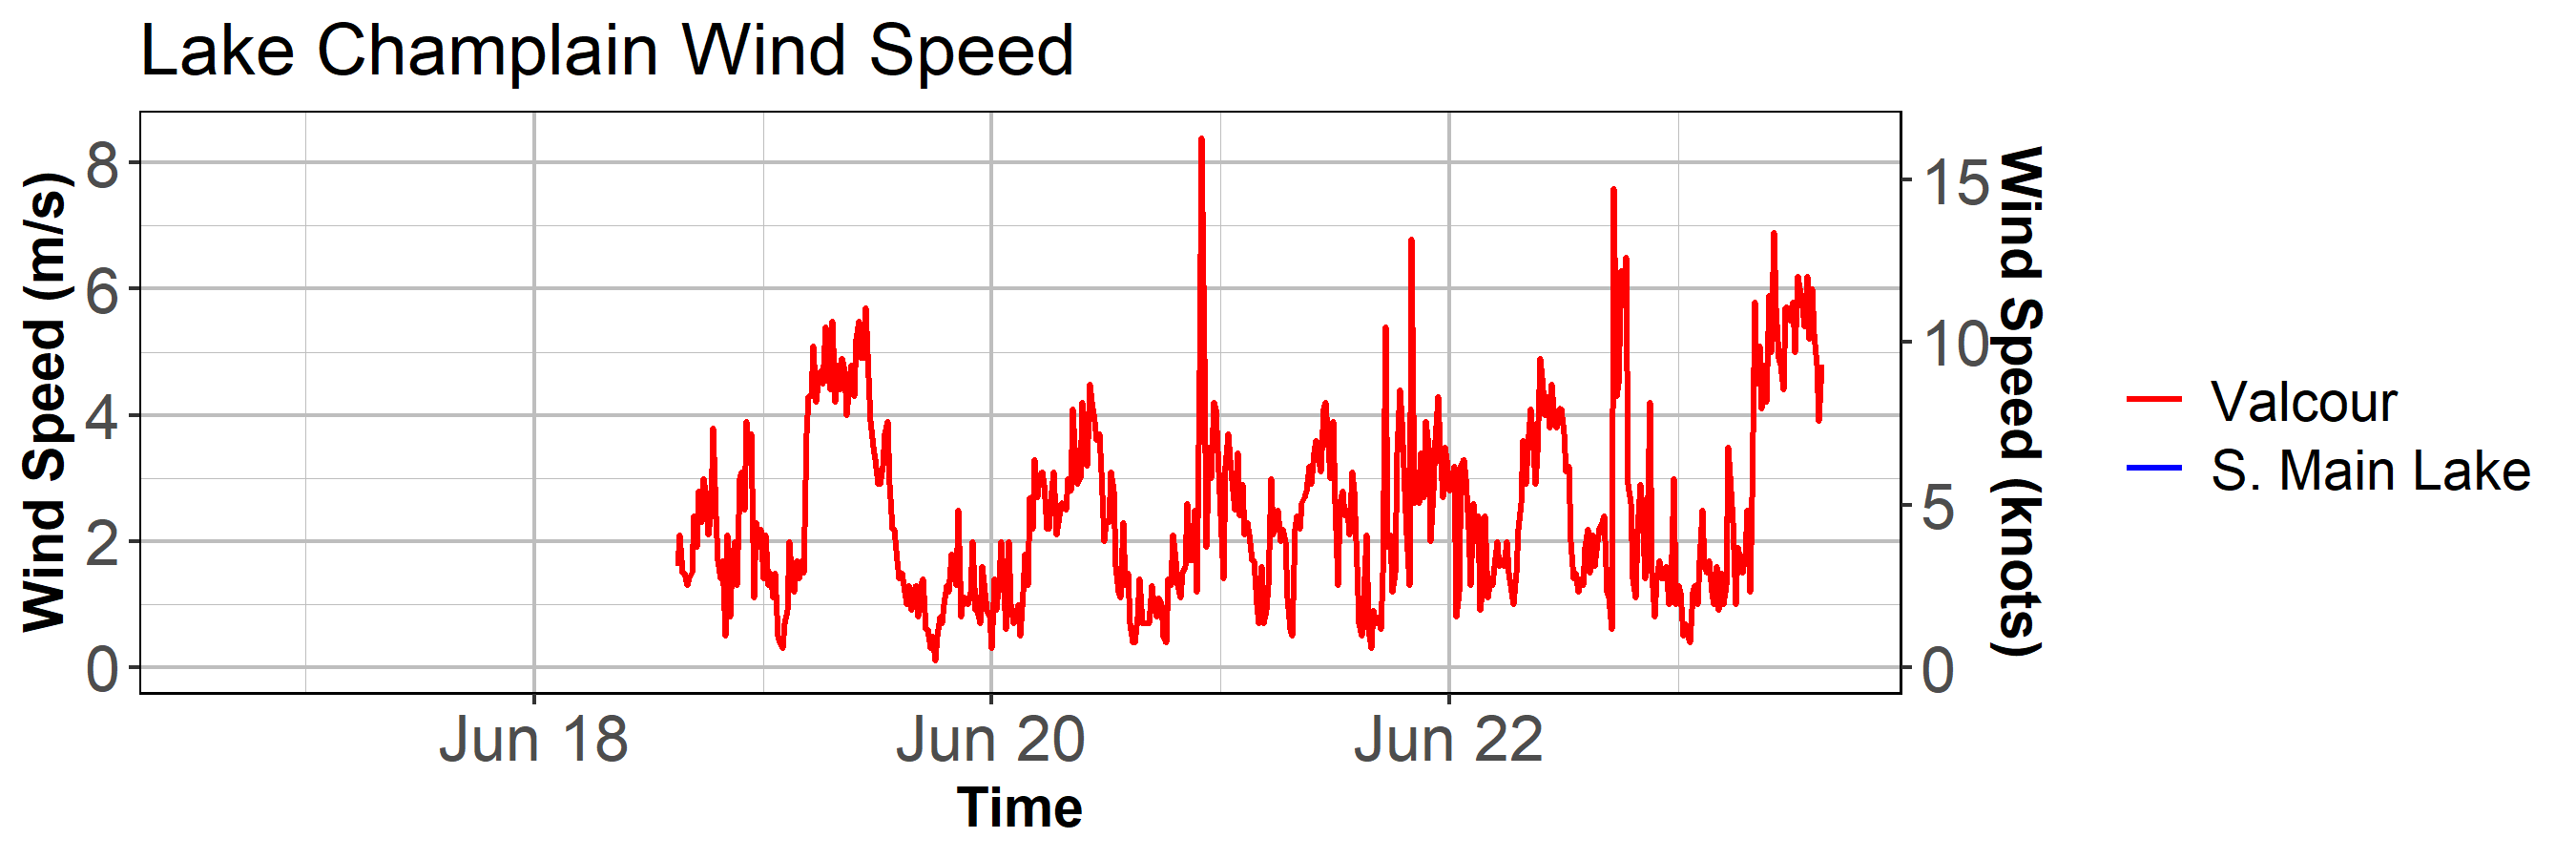 Lake Champlain Wind Speed
Wind Speed (m/s)
8
6
4
2
0
15
10
5
0
Wind Speed (knots)
Jun 18
Jun 20
Jun 22
Time
Valcour
S. Main Lake